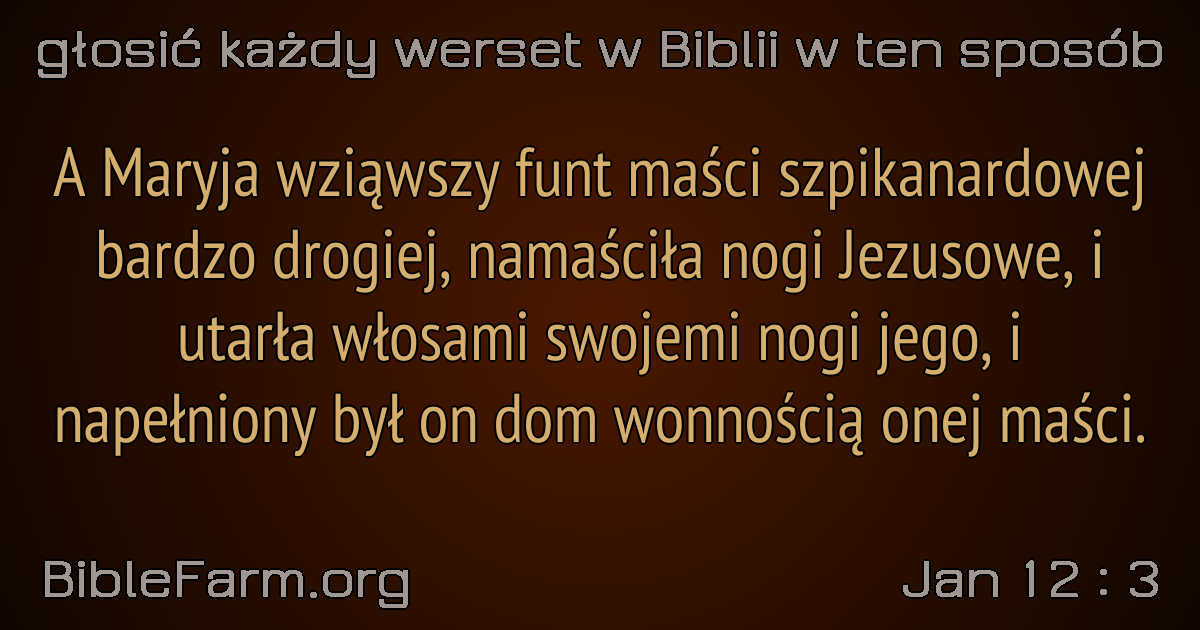 głosić każdy werset w Biblii w ten sposób
A Maryja wziąwszy funt maści szpikanardowej
bardzo drogiej, namaściła nogi Jezusowe, i
utarła włosami swojemi nogi jego, i
napełniony był on dom wonnością onej maści.
BibleFarm.org
Jan 12 : 3